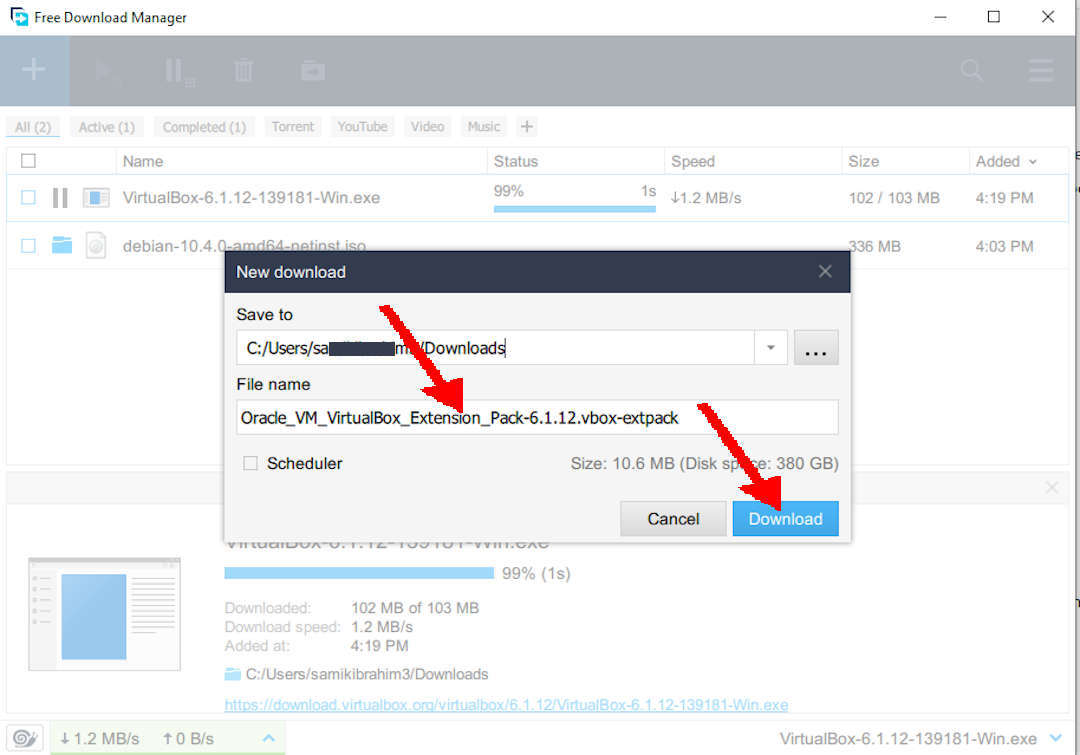 Free Download Manager
All (2) Active (1) Completed (1) Torrent YouTube Video Music +
Name Status Speed Size Added
VirtualBox-6.1.12-139181-Win.exe 99% 1s ↓1.2 MB/s 102 / 103 MB 4:19 PM
debian-10.4.0-amd64-netinst.iso 336 MB 4:03 PM
New download
Save to
C:/Users/sa m3/Downloads
...
File name
Oracle_VM_VirtualBox_Extension_Pack-6.1.12.vbox-extpack
Scheduler Size: 10.6 MB (Disk space: 380 GB)
Cancel Download
VirtualBox-6.1.12-139181-Win.exe
99% (1s)
Downloaded: 102 MB of 103 MB
Download speed: 1.2 MB/s
Added at: 4:19 PM
C:/Users/samikibrahim3/Downloads
https://download.virtualbox.org/virtualbox/6.1.12/VirtualBox-6.1.12-139181-Win.exe
↓1.2 MB/s ↑0 B/s VirtualBox-6.1.12-139181-Win.exe